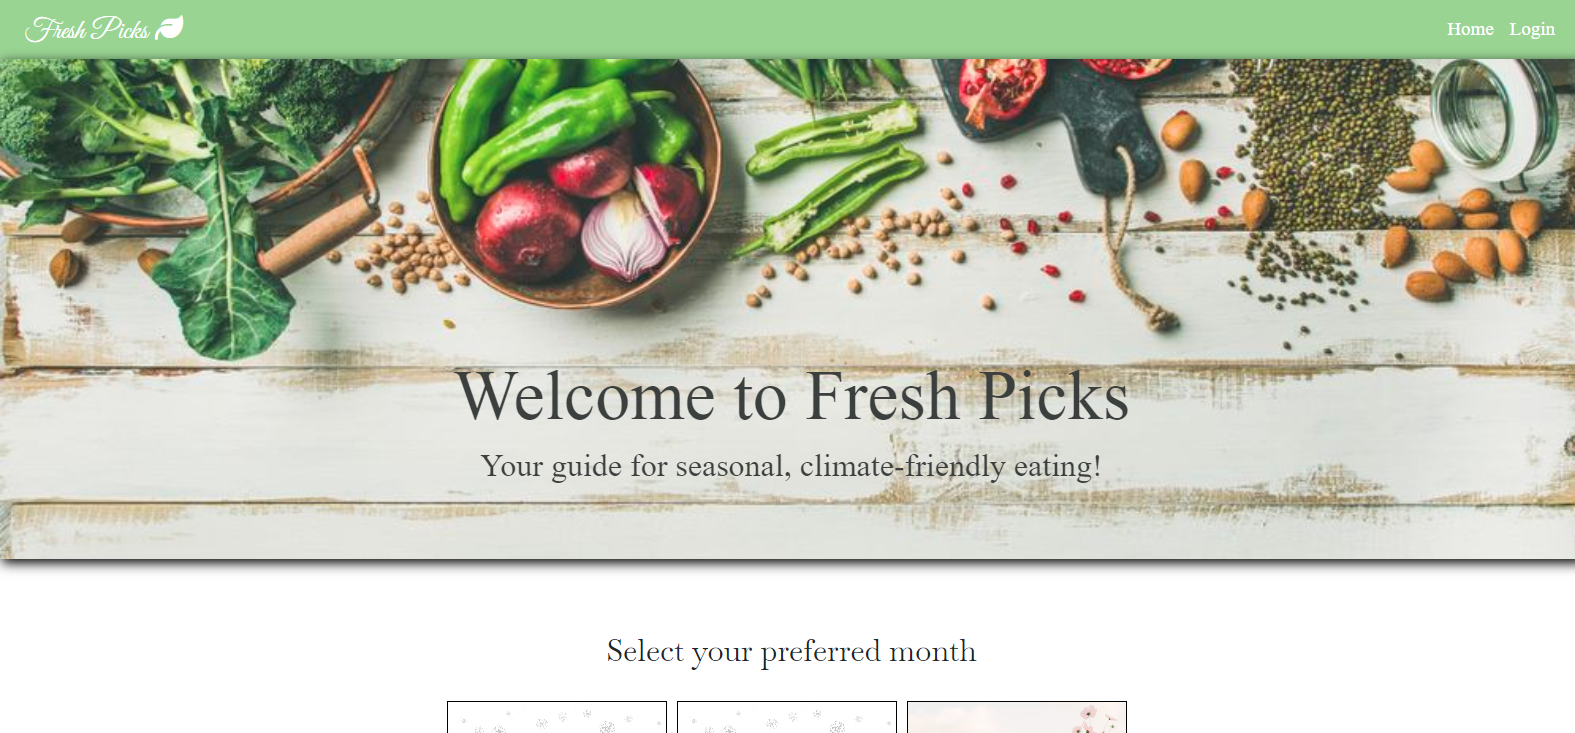 Fresh Picks
Home Login
Welcome to Fresh Picks
Your guide for seasonal, climate-friendly eating!
Select your preferred month